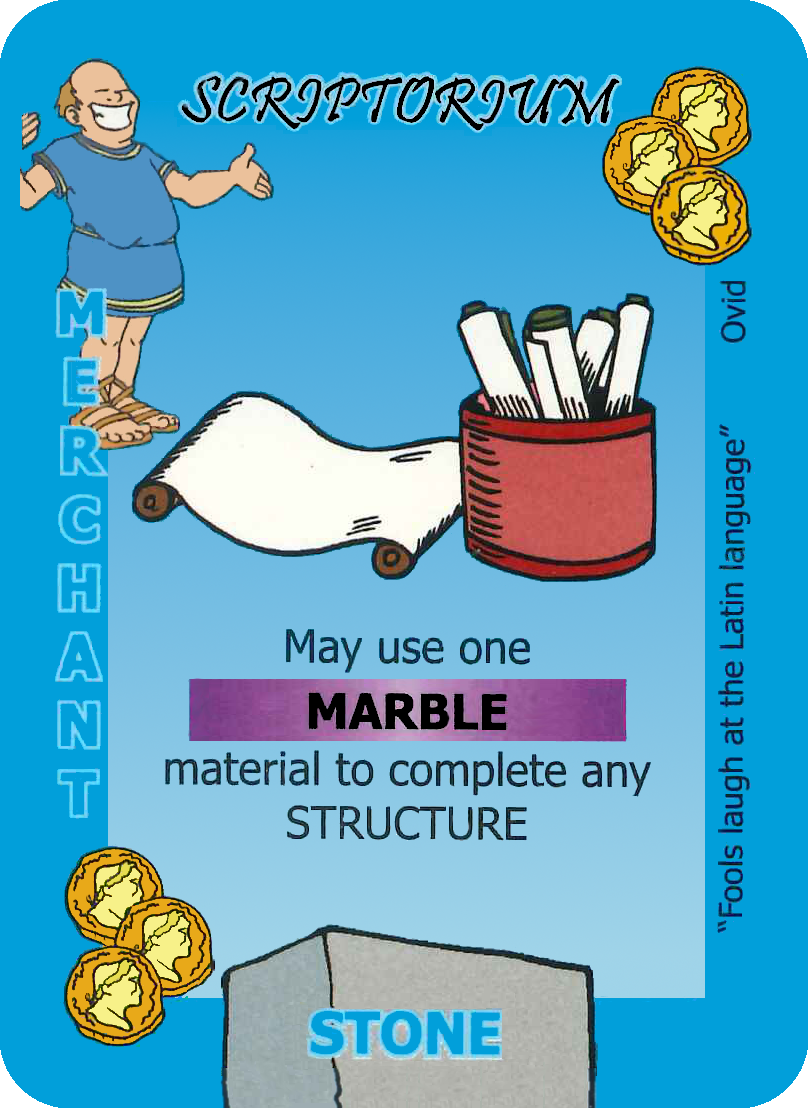 SCRIPTORIUM
MERCHANT
May use one
MARBLE
material to complete any
STRUCTURE
"Fools laugh at the Latin language” Ovid
STONE